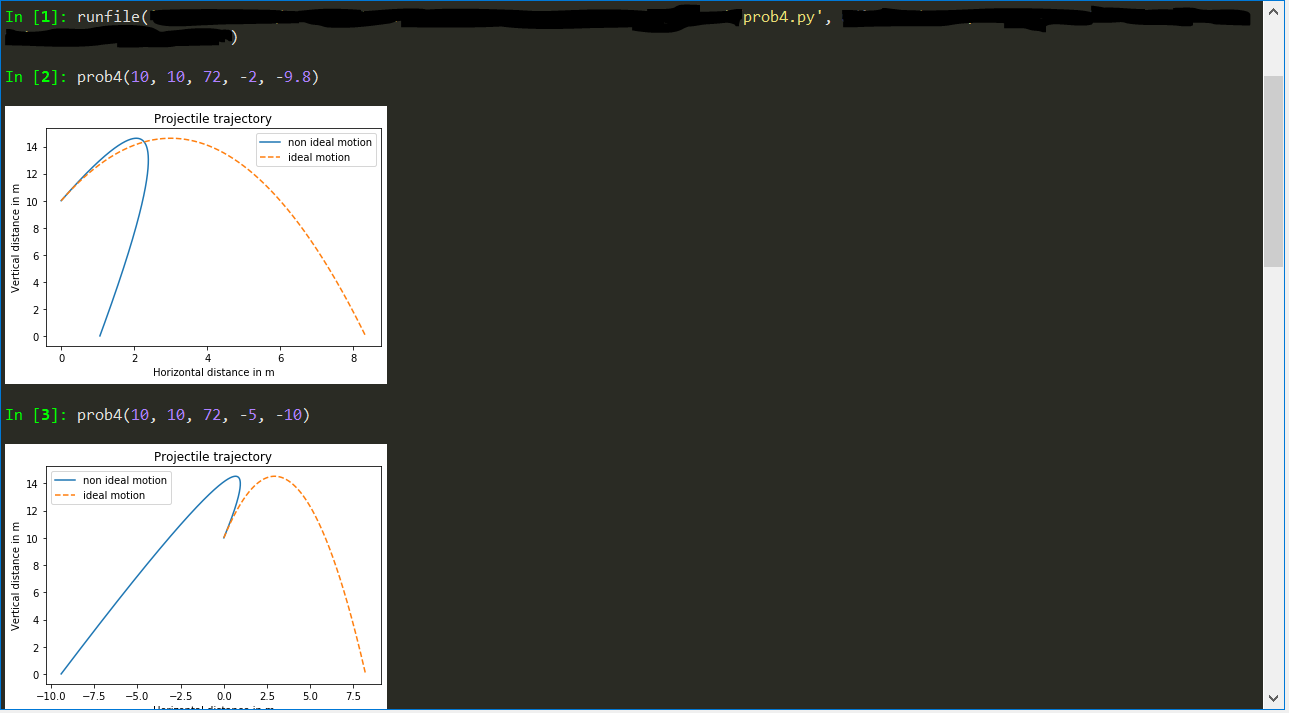 In [1]: runfile(
prob4.py',
)
In [2]: prob4(10, 10, 72, -2, -9.8)
Projectile trajectory
non ideal motion
ideal motion
14
12
10
8
6
4
2
0
Vertical distance in m
0 2 4 6 8
Horizontal distance in m
In [3]: prob4(10, 10, 72, -5, -10)
Projectile trajectory
non ideal motion
ideal motion
14
12
10
8
6
4
2
0
Vertical distance in m
−10.0 −7.5 −5.0 −2.5 0.0 2.5 5.0 7.5
Horizontal distance in m